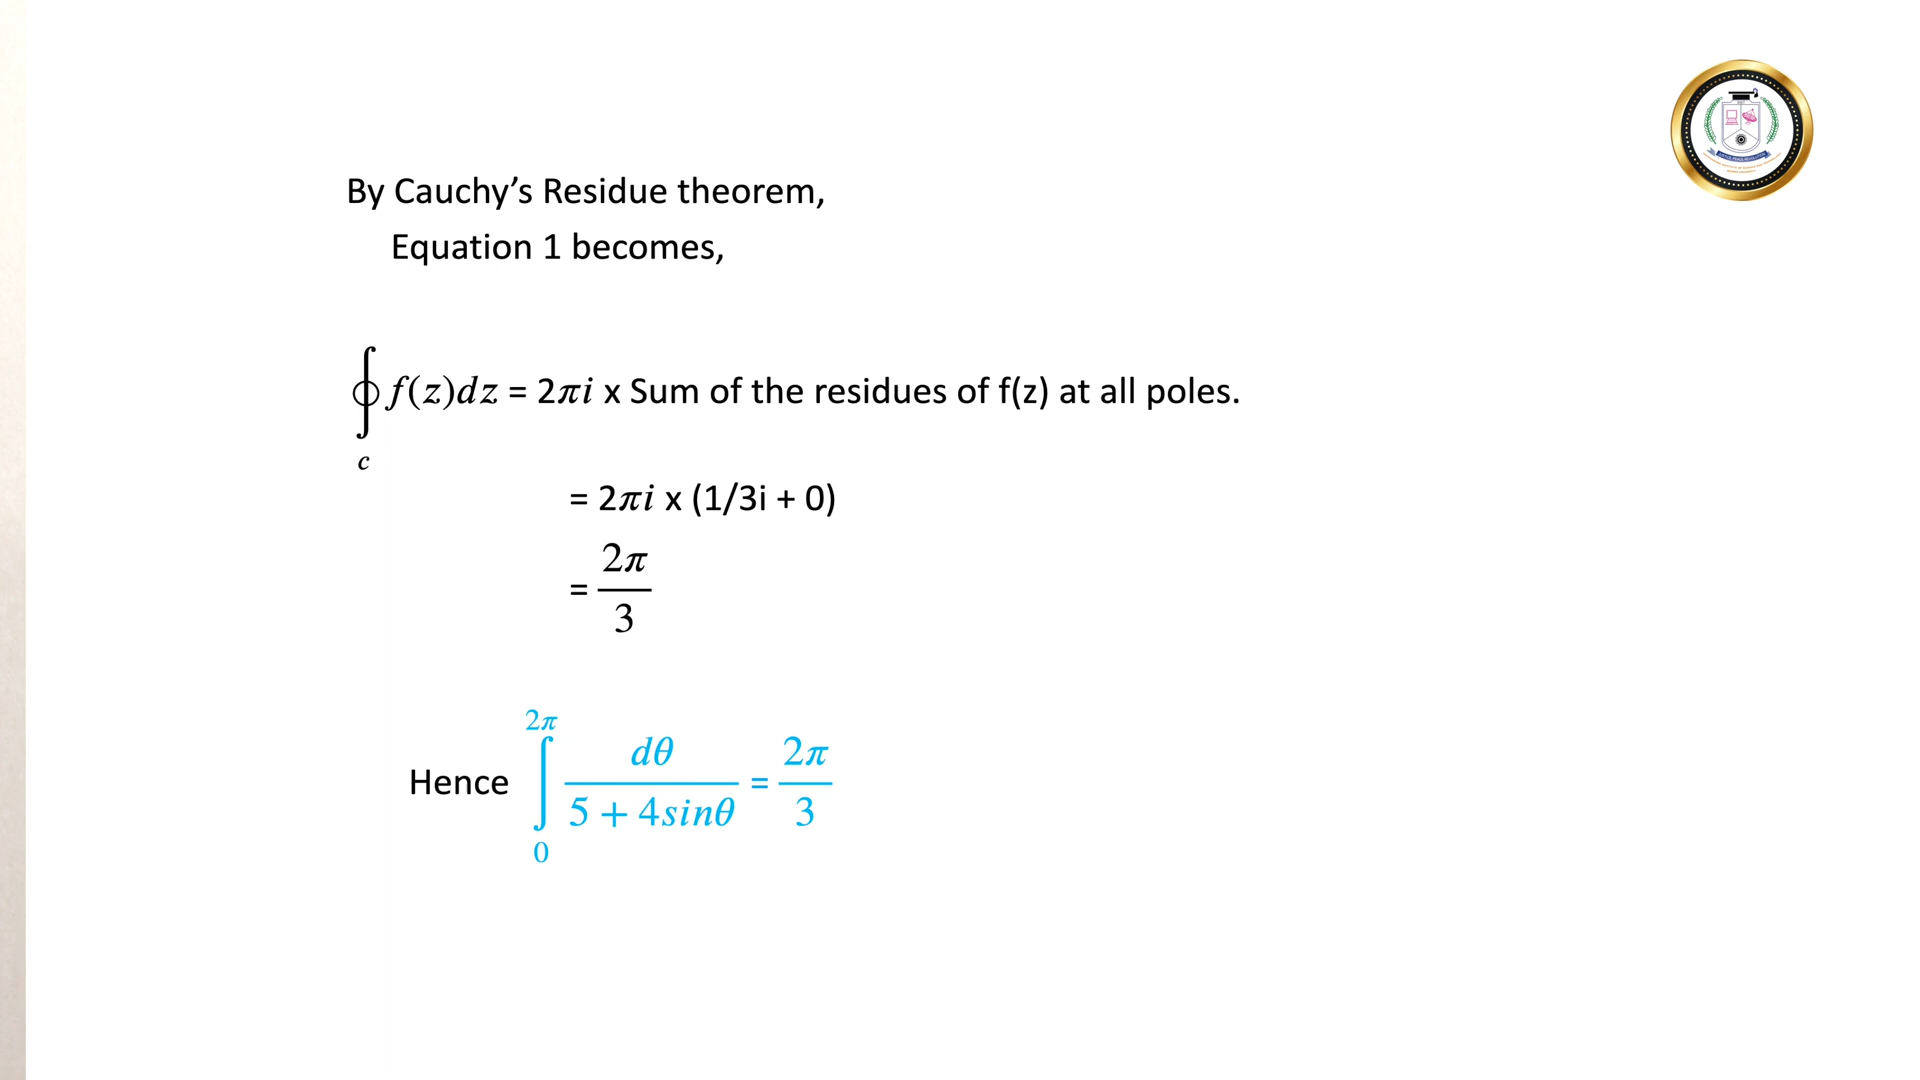 By Cauchy’s Residue theorem,
Equation 1 becomes,
∮ f(z)dz = 2πi x Sum of the residues of f(z) at all poles.
c
= 2πi x (1/3i + 0)
= 2π/3
Hence ∫₀^2π dθ/(5 + 4sinθ) = 2π/3